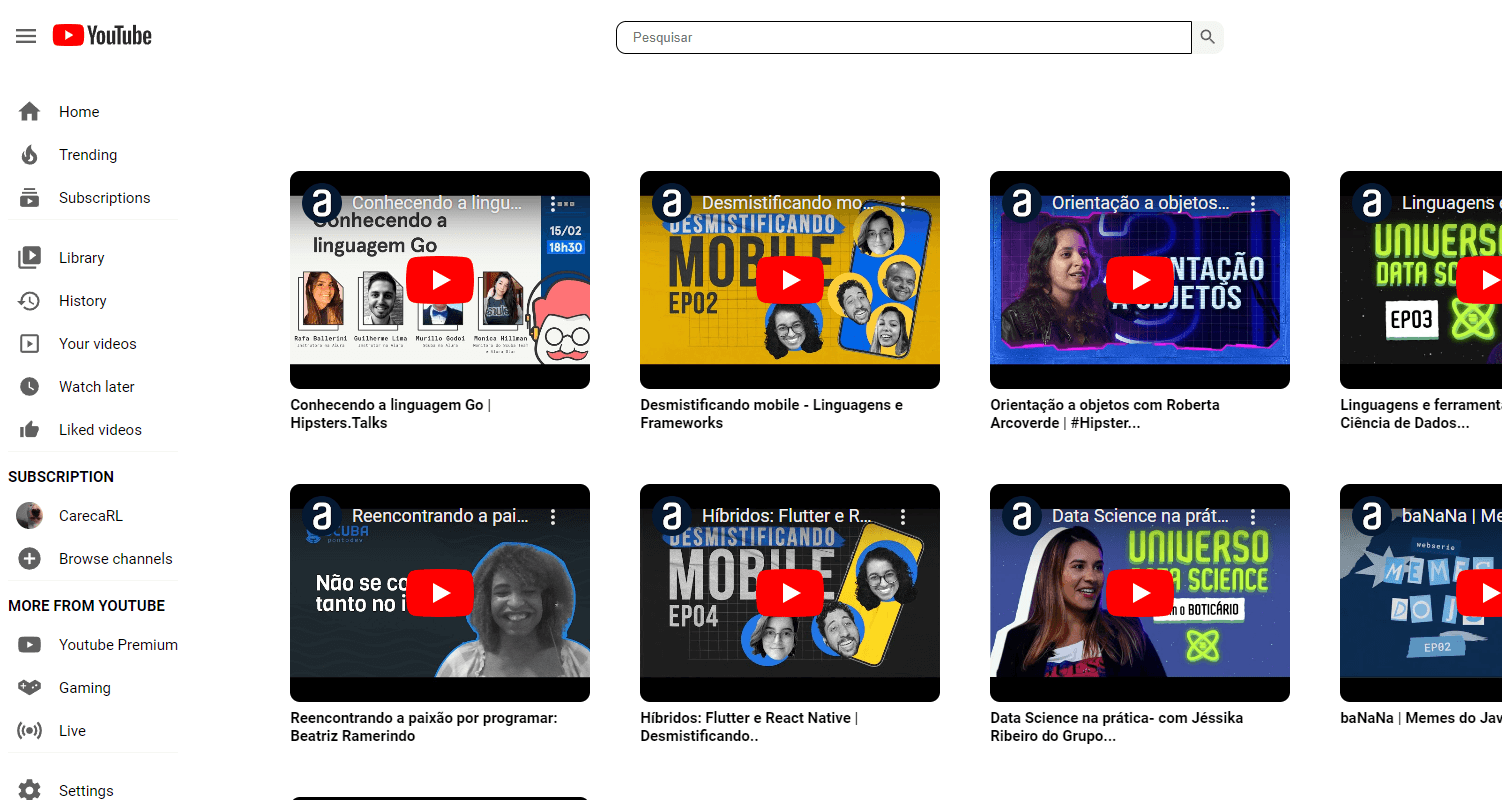 YouTube
Pesquisar
Home
Trending
Subscriptions
Library
History
Your videos
Watch later
Liked videos
SUBSCRIPTION
CarecaRL
Browse channels
MORE FROM YOUTUBE
Youtube Premium
Gaming
Live
Settings
Conhecendo a lingu...
Conhecendo a
linguagem Go
15/02
18h30
Rafa Ballerini
Guilherme Lima
Murillo Godoi
Monica Hillman
Conhecendo a linguagem Go |
Hipsters.Talks
Desmistificando mo...
DESMISTIFICANDO
MOBILE
EP02
Desmistificando mobile - Linguagens e
Frameworks
Orientação a objetos...
NTAÇÃO
A OBJETOS
Orientação a objetos com Roberta
Arcoverde | #Hipster...
Linguagens
UNIVERS
DATA SC
EP03
Linguagens e ferrament
Ciência de Dados...
Reencontrando a pai...
CUBA
pontodev
Não se co
tanto no i
Reencontrando a paixão por programar:
Beatriz Ramerindo
Híbridos: Flutter e R...
DESMISTIFICANDO
MOBILE
EP04
Híbridos: Flutter e React Native |
Desmistificando..
Data Science na prát...
UNIVERSO
DATA SCIENCE
o BOTICÁRIO
Data Science na prática- com Jéssika
Ribeiro do Grupo...
baNaNa | Me
webserie
MEMES
DO JS
EP02
baNaNa | Memes do Jav